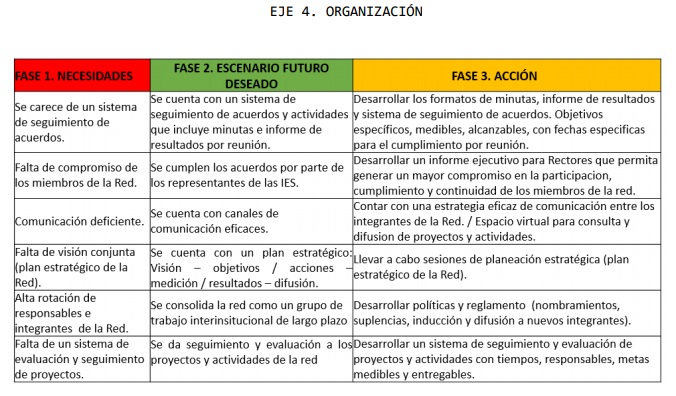 EJE 4. ORGANIZACIÓN
FASE 1. NECESIDADES
FASE 2. ESCENARIO FUTURO
DESEADO
FASE 3. ACCIÓN
Se carece de un sistema
de seguimiento de
acuerdos.
Se cuenta con un sistema de
seguimiento de acuerdos y actividades
que incluye minutas e informe de
resultados por reunión.
Desarrollar los formatos de minutas, informe de resultados
y sistema de seguimiento de acuerdos. Objetivos
específicos, medibles, alcanzables, con fechas especificas
para el cumplimiento por reunión.
Falta de compromiso de
los miembros de la Red.
Se cumplen los acuerdos por parte de
los representantes de las IES.
Desarrollar un informe ejecutivo para Rectores que permita
generar un mayor compromiso en la participacion,
cumplimiento y continuidad de los miembros de la red.
Comunicación deficiente.
Se cuenta con canales de
comunicación eficaces.
Contar con una estrategia eficaz de comunicación entre los
integrantes de la Red. / Espacio virtual para consulta y
difusion de proyectos y actividades.
Falta de visión conjunta
(plan estratégico de la
Red).
Se cuenta con un plan estratégico:
Visión – objetivos / acciones –
medición / resultados – difusión.
Llevar a cabo sesiones de planeación estratégica (plan
estratégico de la Red).
Alta rotación de
responsables e
integrantes de la Red.
Se consolida la red como un grupo de
trabajo interinsitucional de largo plazo
Desarrollar políticas y reglamento (nombramientos,
suplencias, inducción y difusión a nuevos integrantes).
Falta de un sistema de
evaluación y seguimiento
de proyectos.
Se da seguimiento y evaluación a los
proyectos y actividades de la red
Desarrollar un sistema de seguimiento y evaluación de
proyectos y actividades con tiempos, responsables, metas
medibles y entregables.